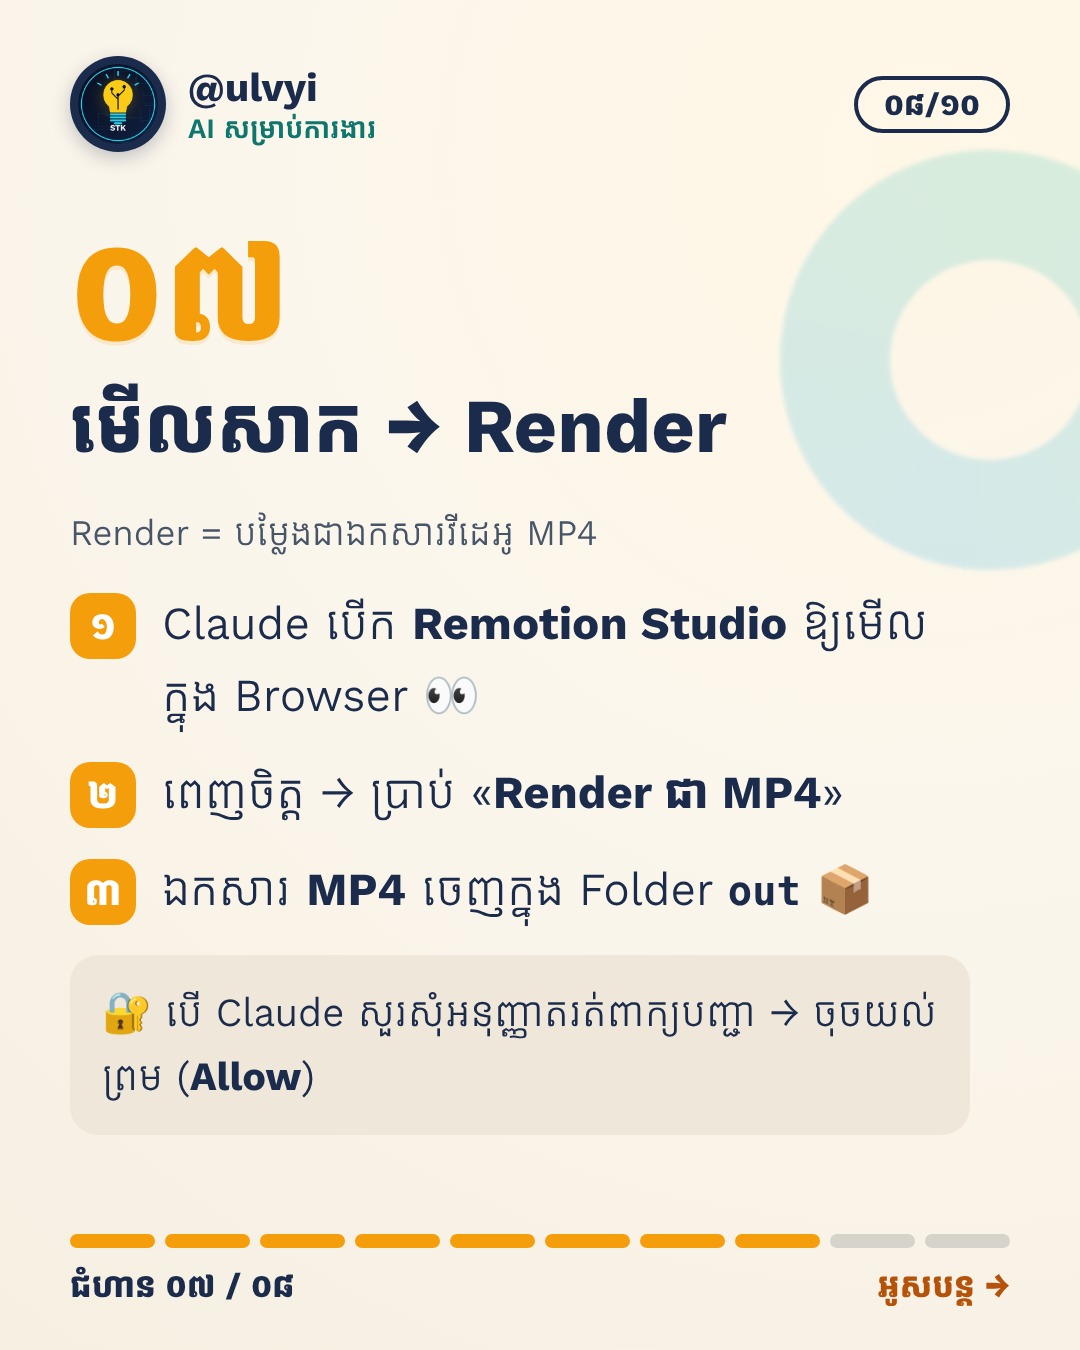 @ulvyi
AI សម្រាប់ការងារ
០៨/១០
STK
០៧
មើលសាក → Render
Render = បម្លែងជាឯកសារវីដេអូ MP4
១ Claude បើក Remotion Studio ឱ្យមើល
ក្នុង Browser 👀
២ ពេញចិត្ត → ប្រាប់ «Render ជា MP4»
៣ ឯកសារ MP4 ចេញក្នុង Folder out 📦
🔐 បើ Claude សួរសុំអនុញ្ញាតរត់ពាក្យបញ្ជា → ចុចយល់
ព្រម (Allow)
ជំហាន ០៧ / ០៨
អូសបន្ត →